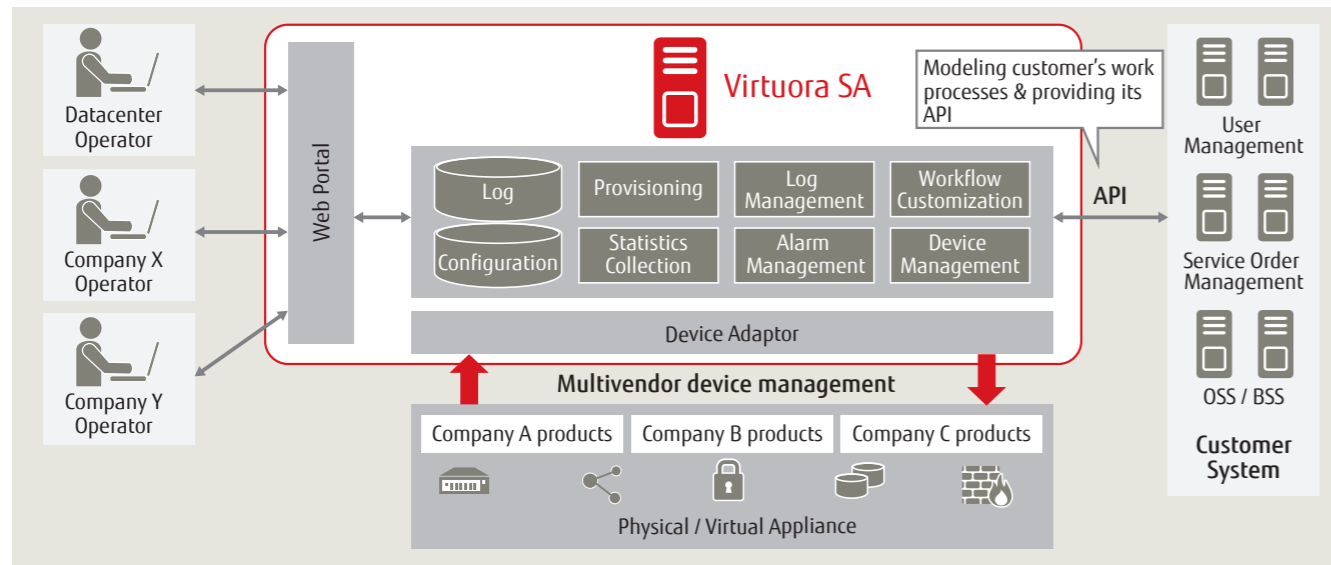 Datacenter
Operator
Company X
Operator
Company Y
Operator
Web Portal
Virtuora SA
Modeling customer's work
processes & providing its
API
Log
Configuration
Provisioning
Log
Management
Workflow
Customization
Statistics
Collection
Alarm
Management
Device
Management
Device Adaptor
API
Multivendor device management
Company A products
Company B products
Company C products
Physical / Virtual Appliance
User
Management
Service Order
Management
OSS / BSS
Customer
System